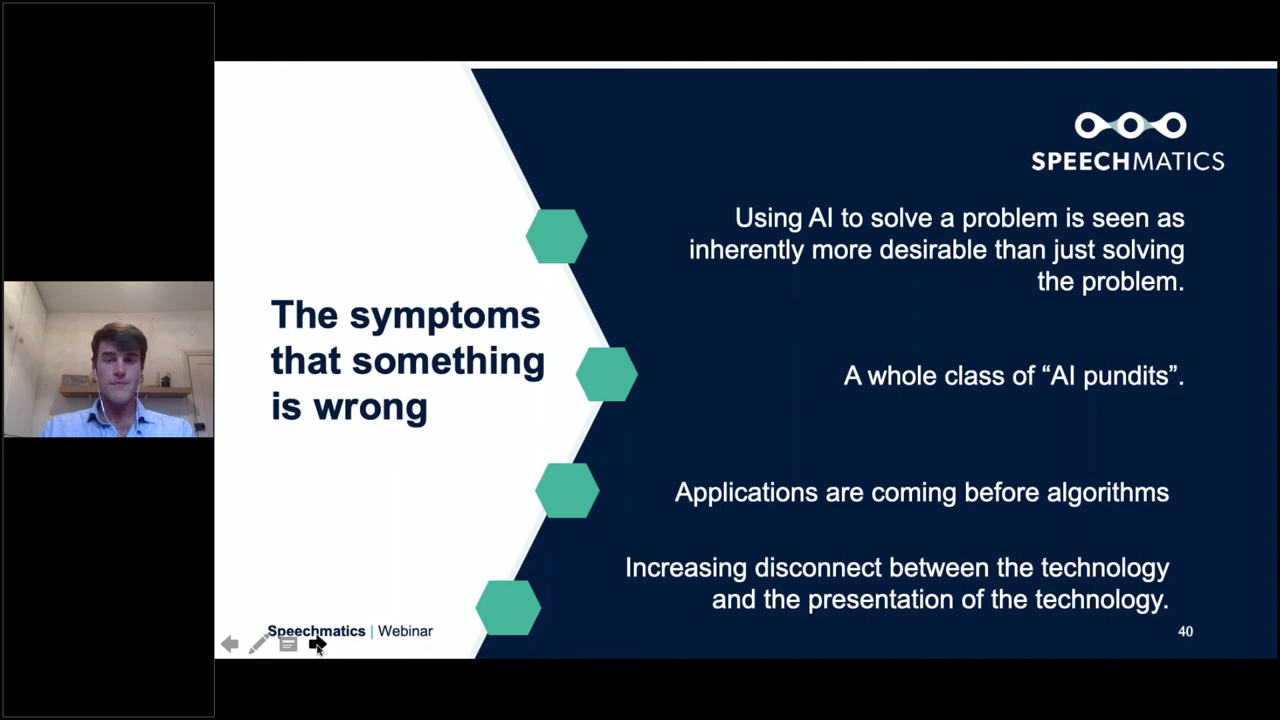 SPEECHMATICS
The symptoms
that something
is wrong
Using AI to solve a problem is seen as
inherently more desirable than just solving
the problem.
A whole class of “AI pundits”.
Applications are coming before algorithms
Increasing disconnect between the technology
and the presentation of the technology.
Speechmatics | Webinar
40